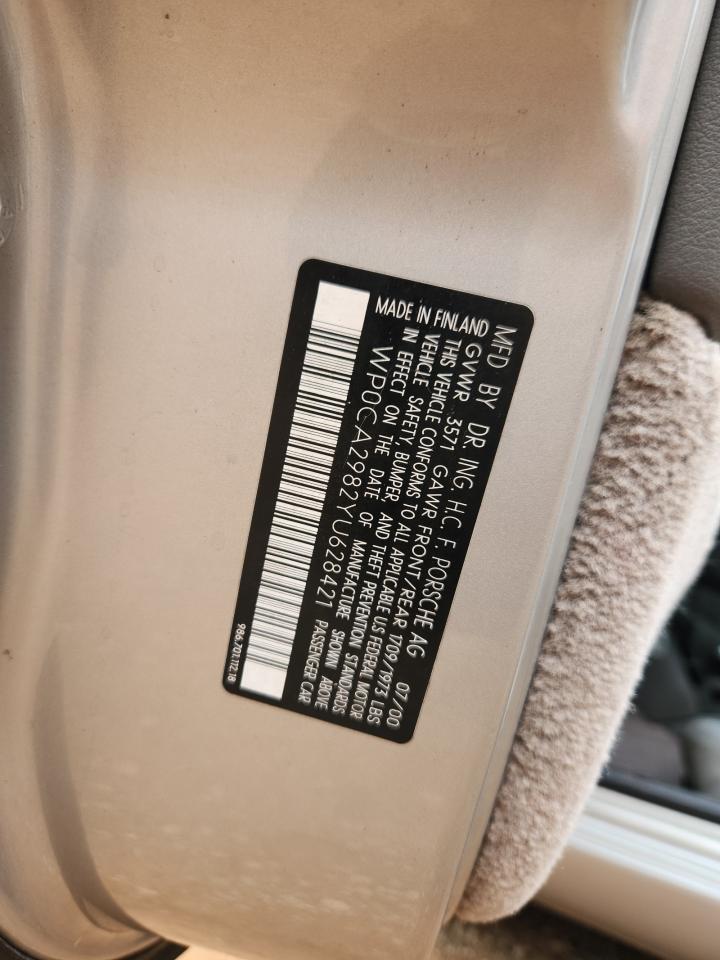 MFD BY DR. ING. H.C. F. PORSCHE AG 07/00
MADE IN FINLAND GVWR 3571 GAWR FRONT/REAR 1709/1973 LBS
THIS VEHICLE CONFORMS TO ALL APPLICABLE US FEDERAL MOTOR
VEHICLE SAFETY, BUMPER, AND THEFT PREVENTION STANDARDS
IN EFFECT ON THE DATE OF MANUFACTURE SHOWN ABOVE
WP0CA2982YU628421 PASSENGER CAR
986.701.112.18